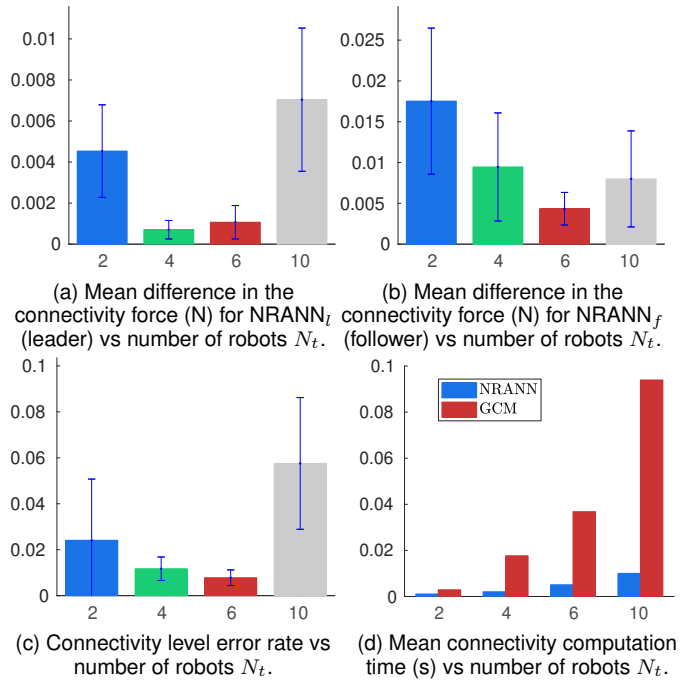 0.01
0.008
0.006
0.004
0.002
0
2 4 6 10
(a) Mean difference in the
connectivity force (N) for NRANN_l
(leader) vs number of robots N_t.
0.025
0.02
0.015
0.01
0.005
0
2 4 6 10
(b) Mean difference in the
connectivity force (N) for NRANN_f
(follower) vs number of robots N_t.
0.1
0.08
0.06
0.04
0.02
0
2 4 6 10
(c) Connectivity level error rate vs
number of robots N_t.
0.1
0.08
0.06
0.04
0.02
0
NRANN
GCM
2 4 6 10
(d) Mean connectivity computation
time (s) vs number of robots N_t.